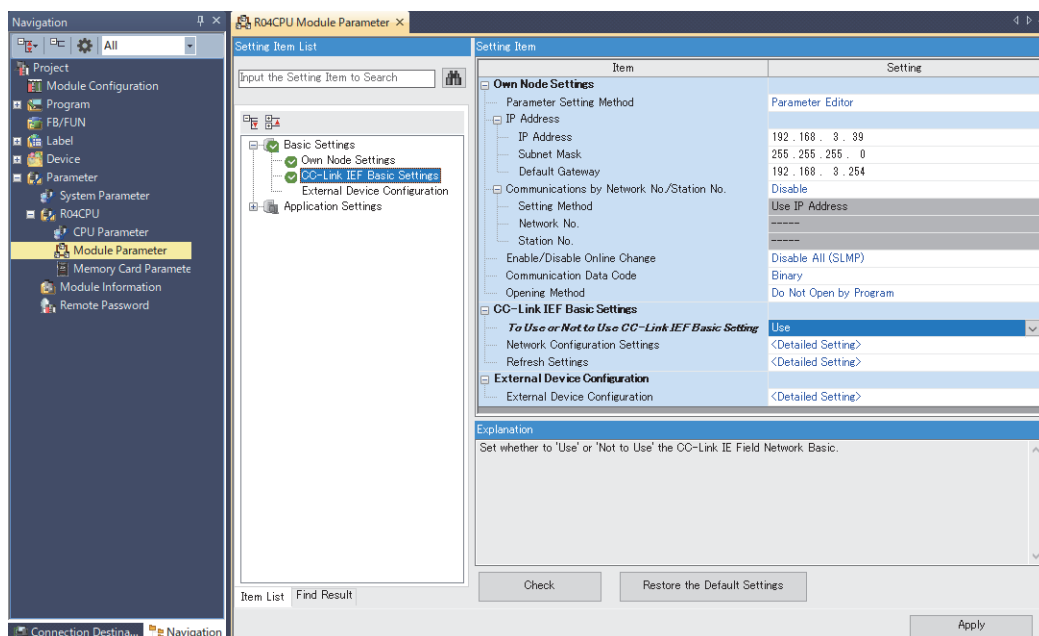 Navigation
All
Project
Module Configuration
Program
FB/FUN
Label
Device
Parameter
System Parameter
R04CPU
CPU Parameter
Module Parameter
Memory Card Paramete
Module Information
Remote Password
Connection Destina...
Navigation
R04CPU Module Parameter
Setting Item List
Input the Setting Item to Search
Basic Settings
Own Node Settings
CC-Link IEF Basic Settings
External Device Configuration
Application Settings
Item List
Find Result
Setting Item
Item Setting
Own Node Settings
Parameter Setting Method Parameter Editor
IP Address
IP Address 192 . 168 . 3 . 39
Subnet Mask 255 . 255 . 255 . 0
Default Gateway 192 . 168 . 3 . 254
Communications by Network No./Station No. Disable
Setting Method Use IP Address
Network No. -----
Station No. -----
Enable/Disable Online Change Disable All (SLMP)
Communication Data Code Binary
Opening Method Do Not Open by Program
CC-Link IEF Basic Settings
To Use or Not to Use CC-Link IEF Basic Setting Use
Network Configuration Settings <Detailed Setting>
Refresh Settings <Detailed Setting>
External Device Configuration
External Device Configuration <Detailed Setting>
Explanation
Set whether to 'Use' or 'Not to Use' the CC-Link IE Field Network Basic.
Check
Restore the Default Settings
Apply